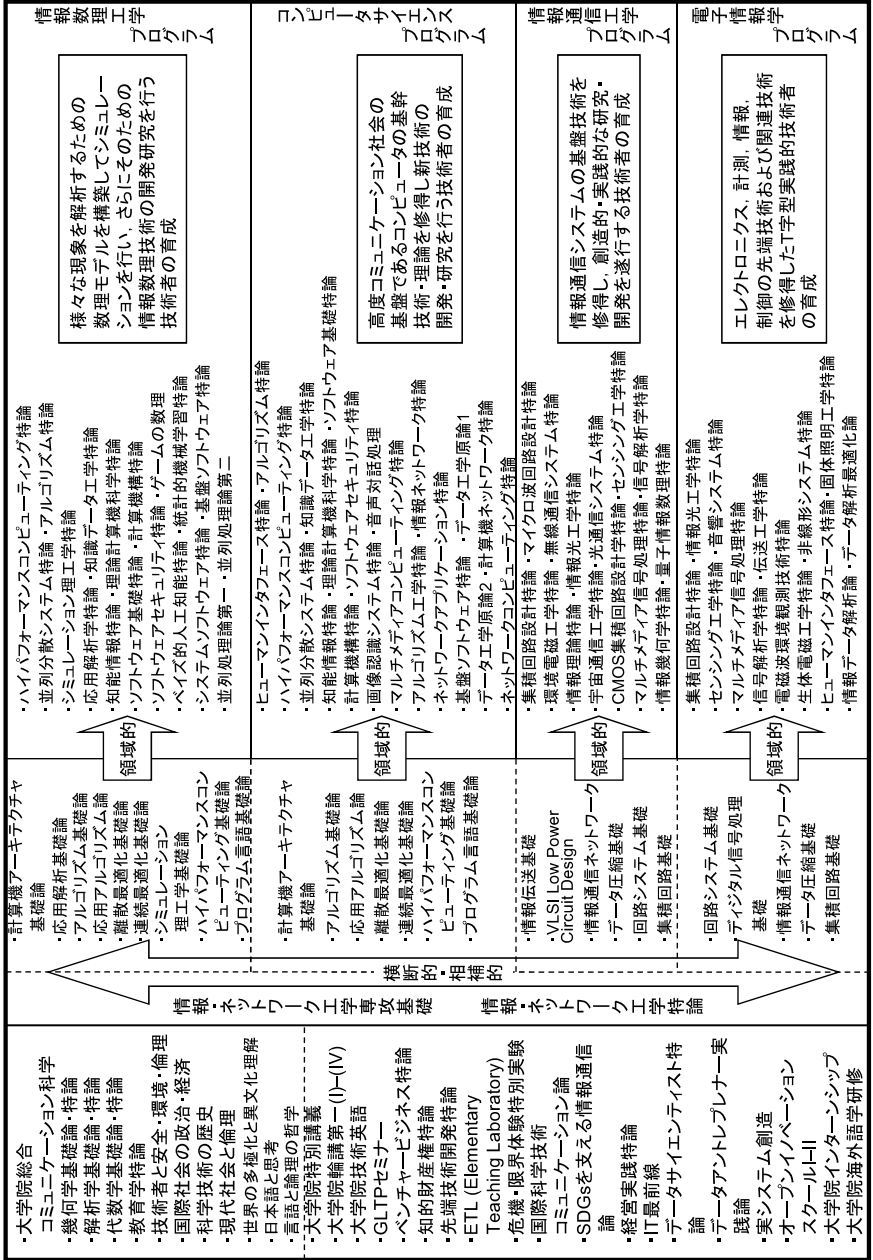 ・大学院総合
コミュニケーション科学
・幾何学基礎論・特論
・解析学基礎論・特論
・代数学基礎論・特論
・教育学特論
・技術者と安全・環境・倫理
・国際社会の政治・経済
・科学技術の歴史
・現代社会と倫理
・世界の多極化と異文化理解
・日本語と思考
・言語と論理の哲学
・大学院特別講義
・大学院輪講第一(I)–(IV)
・大学院技術英語
・GLTPセミナー
・ベンチャービジネス特論
・知的財産権特論
・先端技術開発特論
・ETL (Elementary
Teaching Laboratory)
・危機・限界体験特別実験
・国際科学技術
コミュニケーション論
・SDGsを支える情報通信
論
・経営実践特論
・IT最前線
・データサイエンティスト特
論
・データアントレプレナー実
践論
・実システム創造
・オープンイノベーション
スクールI-II
・大学院インターンシップ
・大学院海外語学研修
情報・ネットワーク工学専攻基礎
情報・ネットワーク工学特論
横断的・相補的
・計算機アーキテクチャ
基礎論
・応用解析基礎論
・アルゴリズム基礎論
・応用アルゴリズム論
・離散最適化基礎論
・連続最適化基礎論
・シミュレーション
理工学基礎論
・ハイパフォーマンスコン
ピューティング基礎論
・プログラム言語基礎論
領域的
・ハイパフォーマンスコンピューティング特論
・並列分散システム特論・アルゴリズム特論
・シミュレーション理工学特論
・応用解析学特論・知識データ工学特論
・知能情報特論・理論計算機科学特論
・ソフトウェア基礎特論・計算機構特論
・ソフトウェアセキュリティ特論・ゲームの数理
・ベイズ的人工知能特論・統計的機械学習特論
・システムソフトウェア特論・基盤ソフトウェア特論
・並列処理論第一・並列処理論第二
様々な現象を解析するための
数理モデルを構築してシミュレー
ションを行い，さらにそのための
情報数理技術の開発研究を行う
技術者の育成
情報数理工学
プログラム
・計算機アーキテクチャ
基礎論
・アルゴリズム基礎論
・応用アルゴリズム論
・離散最適化基礎論
・連続最適化基礎論
・ハイパフォーマンスコン
ピューティング基礎論
・プログラム言語基礎論
領域的
・ヒューマンインタフェース特論・アルゴリズム特論
・ハイパフォーマンスコンピューティング特論
・並列分散システム特論・知識データ工学特論
・知能情報特論・理論計算機科学特論・ソフトウェア基礎特論
・計算機構特論・ソフトウェアセキュリティ特論
・画像認識システム特論・音声対話処理
・マルチメディアコンピューティング特論
・アルゴリズム工学特論・情報ネットワーク特論
・ネットワークアプリケーション特論
・基盤ソフトウェア特論・データ工学原論1
・データ工学原論2・計算機ネットワーク特論
・ネットワークコンピューティング特論
高度コミュニケーション社会の
基盤であるコンピュータの基幹
技術・理論を修得し新技術の
開発・研究を行う技術者の育成
コンピュータサイエンス
プログラム
・情報伝送基礎
・VLSI Low Power
Circuit Design
・情報通信ネットワーク
・データ圧縮基礎
・回路システム基礎
・集積回路基礎
領域的
・集積回路設計特論・マイクロ波回路設計特論
・環境電磁工学特論・無線通信システム特論
・情報理論特論・情報光工学特論
・宇宙通信工学特論・光通信システム特論
・CMOS集積回路設計学特論・センシング工学特論
・マルチメディア信号処理特論・信号解析学特論
・情報幾何学特論・量子情報数理特論
情報通信システムの基盤技術を
修得し，創造的・実践的な研究・
開発を遂行する技術者の育成
情報通信工学
プログラム
・回路システム基礎
・ディジタル信号処理
基礎
・情報通信ネットワーク
・データ圧縮基礎
・集積回路基礎
領域的
・集積回路設計特論・情報光工学特論
・センシング工学特論・音響システム特論
・マルチメディア信号処理特論
・信号解析学特論・伝送工学特論
・電磁波環境観測技術特論
・生体電磁工学特論・非線形システム特論
・ヒューマンインタフェース特論・固体照明工学特論
・情報データ解析論・データ解析最適化論
エレクトロニクス，計測，情報，
制御の先端技術および関連技術
を修得したT字型実践的技術者
の育成
電子情報学
プログラム